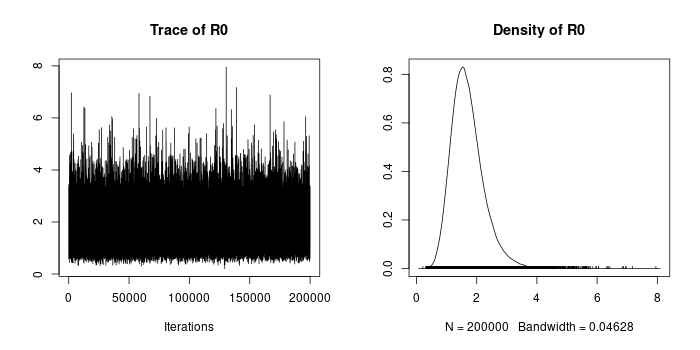 Trace of R0
8
6
4
2
0
0 50000 100000 150000 200000
Iterations
Density of R0
0.8
0.6
0.4
0.2
0.0
0 2 4 6 8
N = 200000 Bandwidth = 0.04628